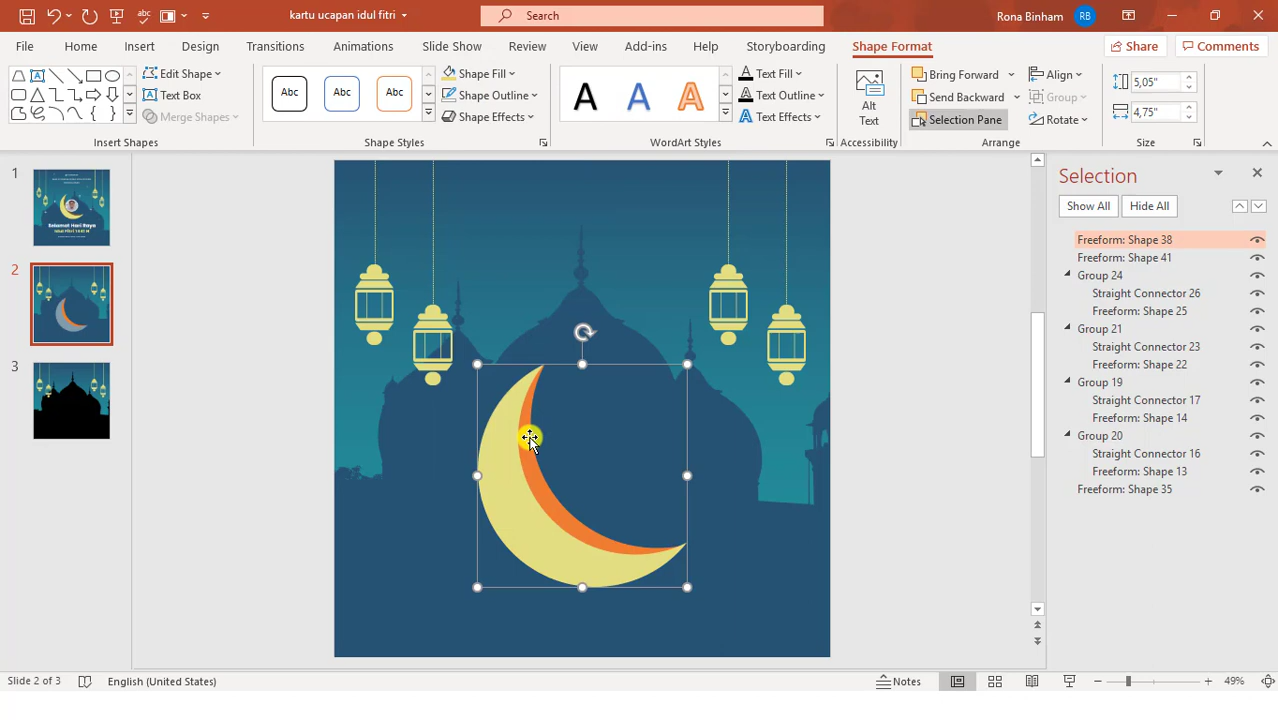 kartu ucapan idul fitri
Search
Rona Binham
RB
File
Home
Insert
Design
Transitions
Animations
Slide Show
Review
View
Add-ins
Help
Storyboarding
Shape Format
Share
Comments
Edit Shape
Text Box
Merge Shapes
Insert Shapes
Abc
Abc
Abc
Shape Fill
Shape Outline
Shape Effects
Shape Styles
A
A
A
Text Fill
Text Outline
Text Effects
WordArt Styles
Alt
Text
Accessibility
Bring Forward
Send Backward
Selection Pane
Align
Group
Rotate
Arrange
5,05"
4,75"
Size
1
Selamat Hari Raya
2
3
Selection
Show All
Hide All
Freeform: Shape 38
Freeform: Shape 41
Group 24
Straight Connector 26
Freeform: Shape 25
Group 21
Straight Connector 23
Freeform: Shape 22
Group 19
Straight Connector 17
Freeform: Shape 14
Group 20
Straight Connector 16
Freeform: Shape 13
Freeform: Shape 35
Slide 2 of 3
English (United States)
Notes
49%